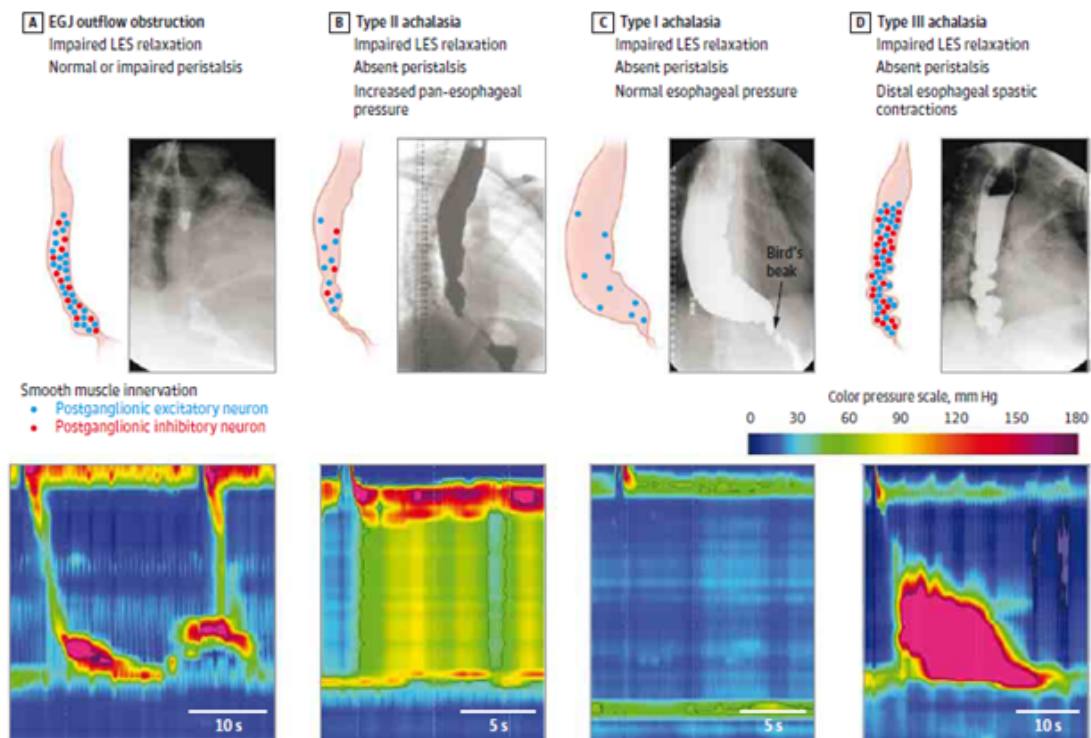 A EGJ outflow obstruction
Impaired LES relaxation
Normal or impaired peristalsis
B Type II achalasia
Impaired LES relaxation
Absent peristalsis
Increased pan-esophageal
pressure
C Type I achalasia
Impaired LES relaxation
Absent peristalsis
Normal esophageal pressure
D Type III achalasia
Impaired LES relaxation
Absent peristalsis
Distal esophageal spastic
contractions
Bird's
beak
Smooth muscle innervation
Postganglionic excitatory neuron
Postganglionic inhibitory neuron
Color pressure scale, mm Hg
0 30 60 90 120 150 180
10 s
5 s
5 s
10 s